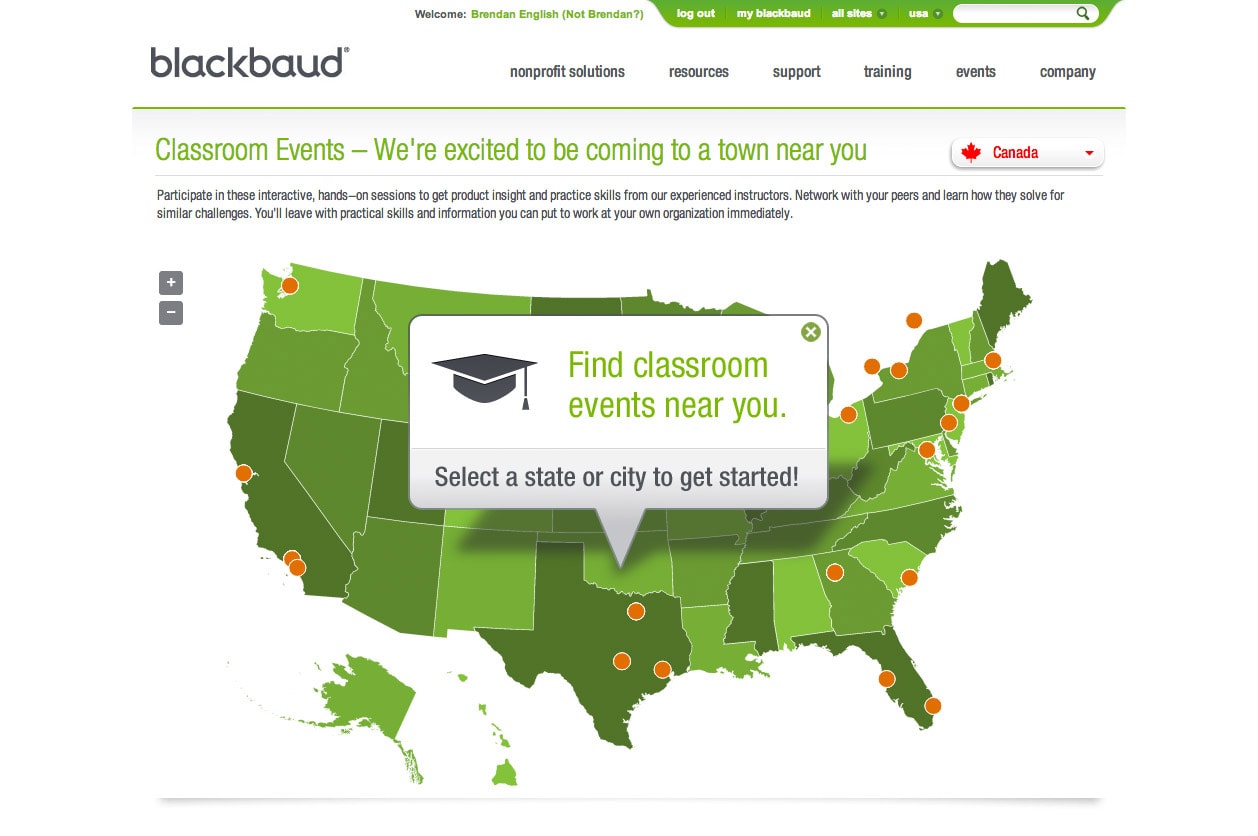 Welcome: Brendan English (Not Brendan?)
log out my blackbaud all sites usa
blackbaud®
nonprofit solutions resources support training events company
Classroom Events – We're excited to be coming to a town near you
Canada
Participate in these interactive, hands–on sessions to get product insight and practice skills from our experienced instructors. Network with your peers and learn how they solve for
similar challenges. You'll leave with practical skills and information you can put to work at your own organization immediately.
+
−
Find classroom
events near you.
Select a state or city to get started!